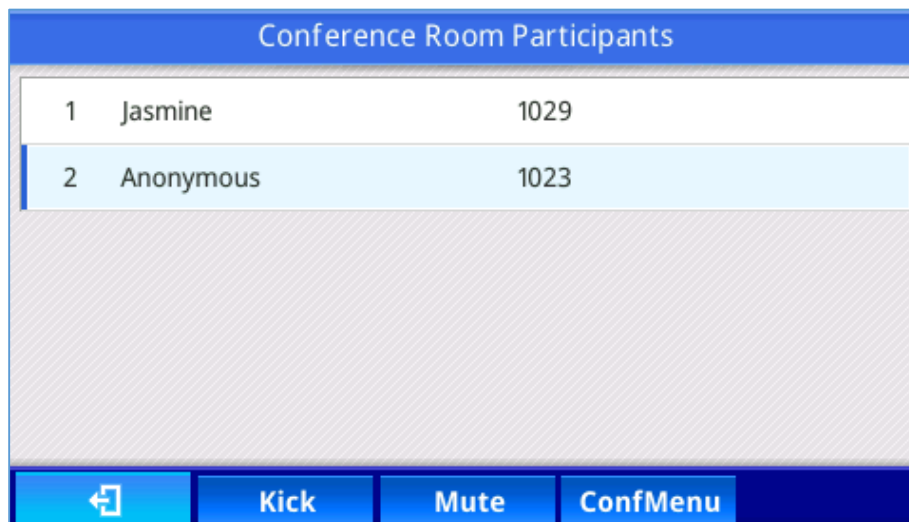 Conference Room Participants
1 Jasmine 1029
2 Anonymous 1023
Kick Mute ConfMenu